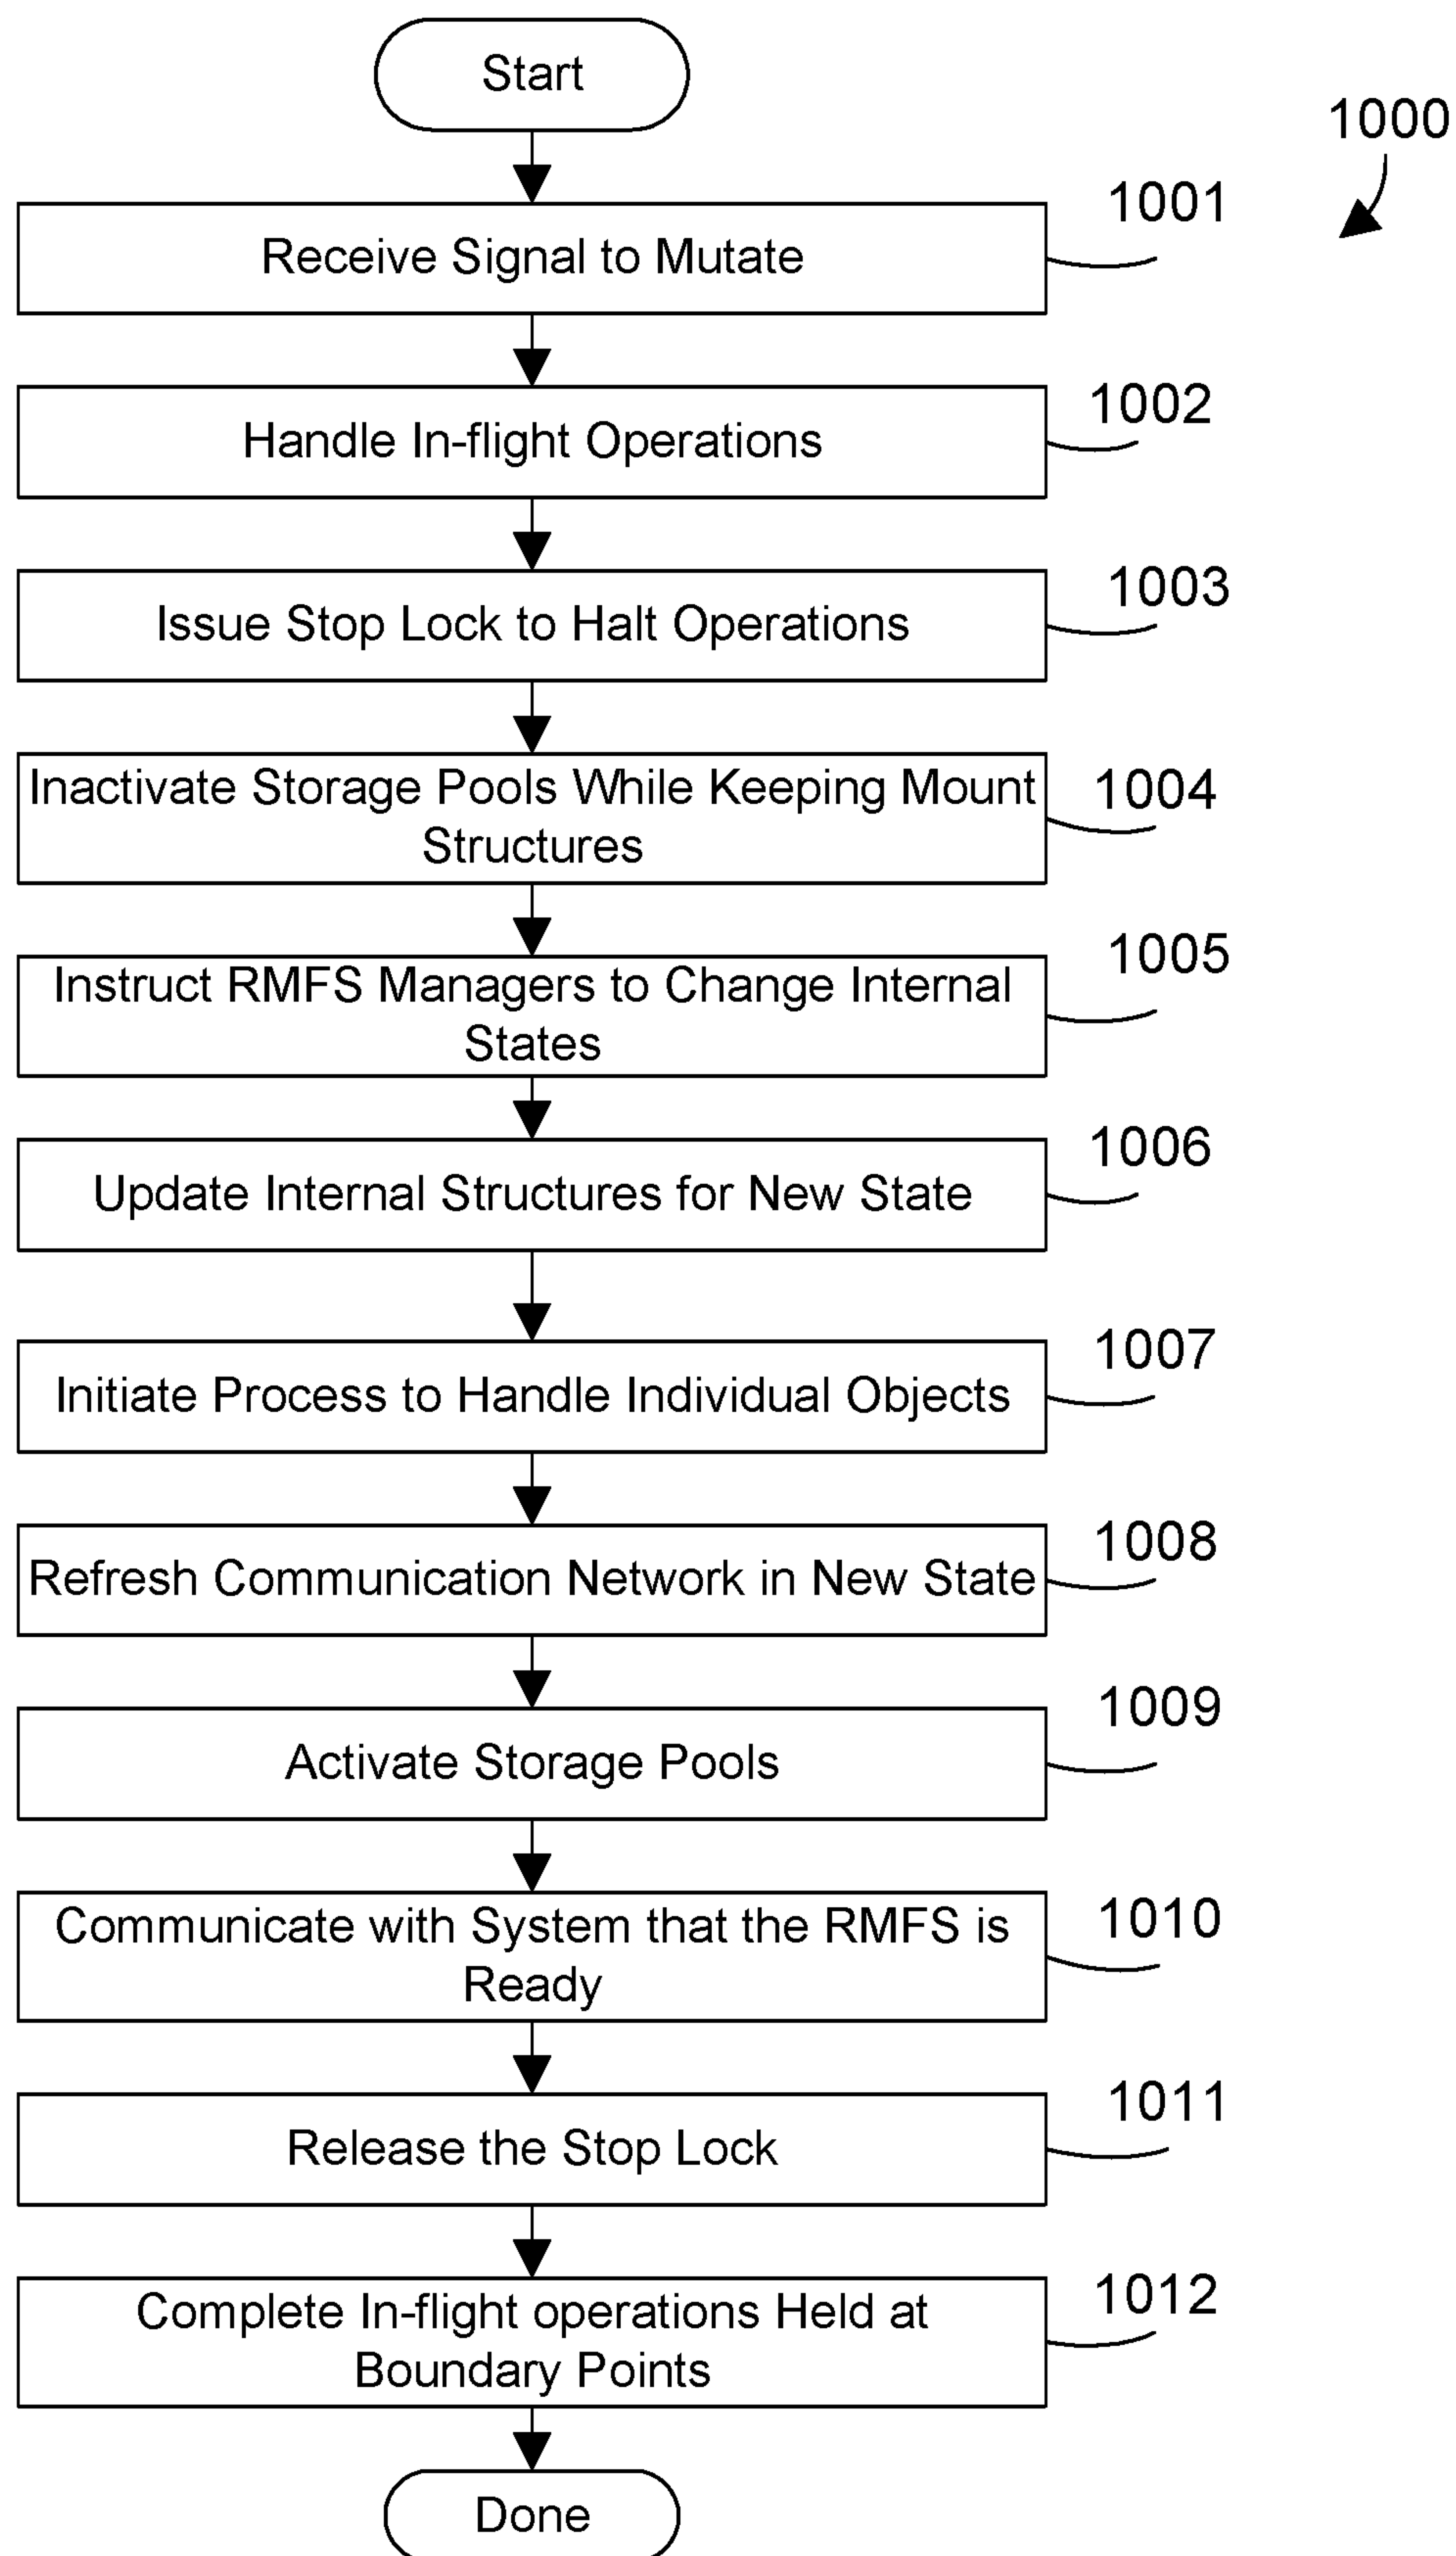 Start
1000
1001
Receive Signal to Mutate
1002
Handle In-flight Operations
1003
Issue Stop Lock to Halt Operations
Inactivate Storage Pools While Keeping Mount
1004
Structures
1005
Instruct RMFS Managers to Change Internal
States
1006
Update Internal Structures for New State
1007
Initiate Process to Handle Individual Objects
1008
Refresh Communication Network in New State
1009
Activate Storage Pools
1010
Communicate with System that the RMFS is
Ready
1011
Release the Stop Lock
1012
Complete In-flight operations Held at
Boundary Points
Done